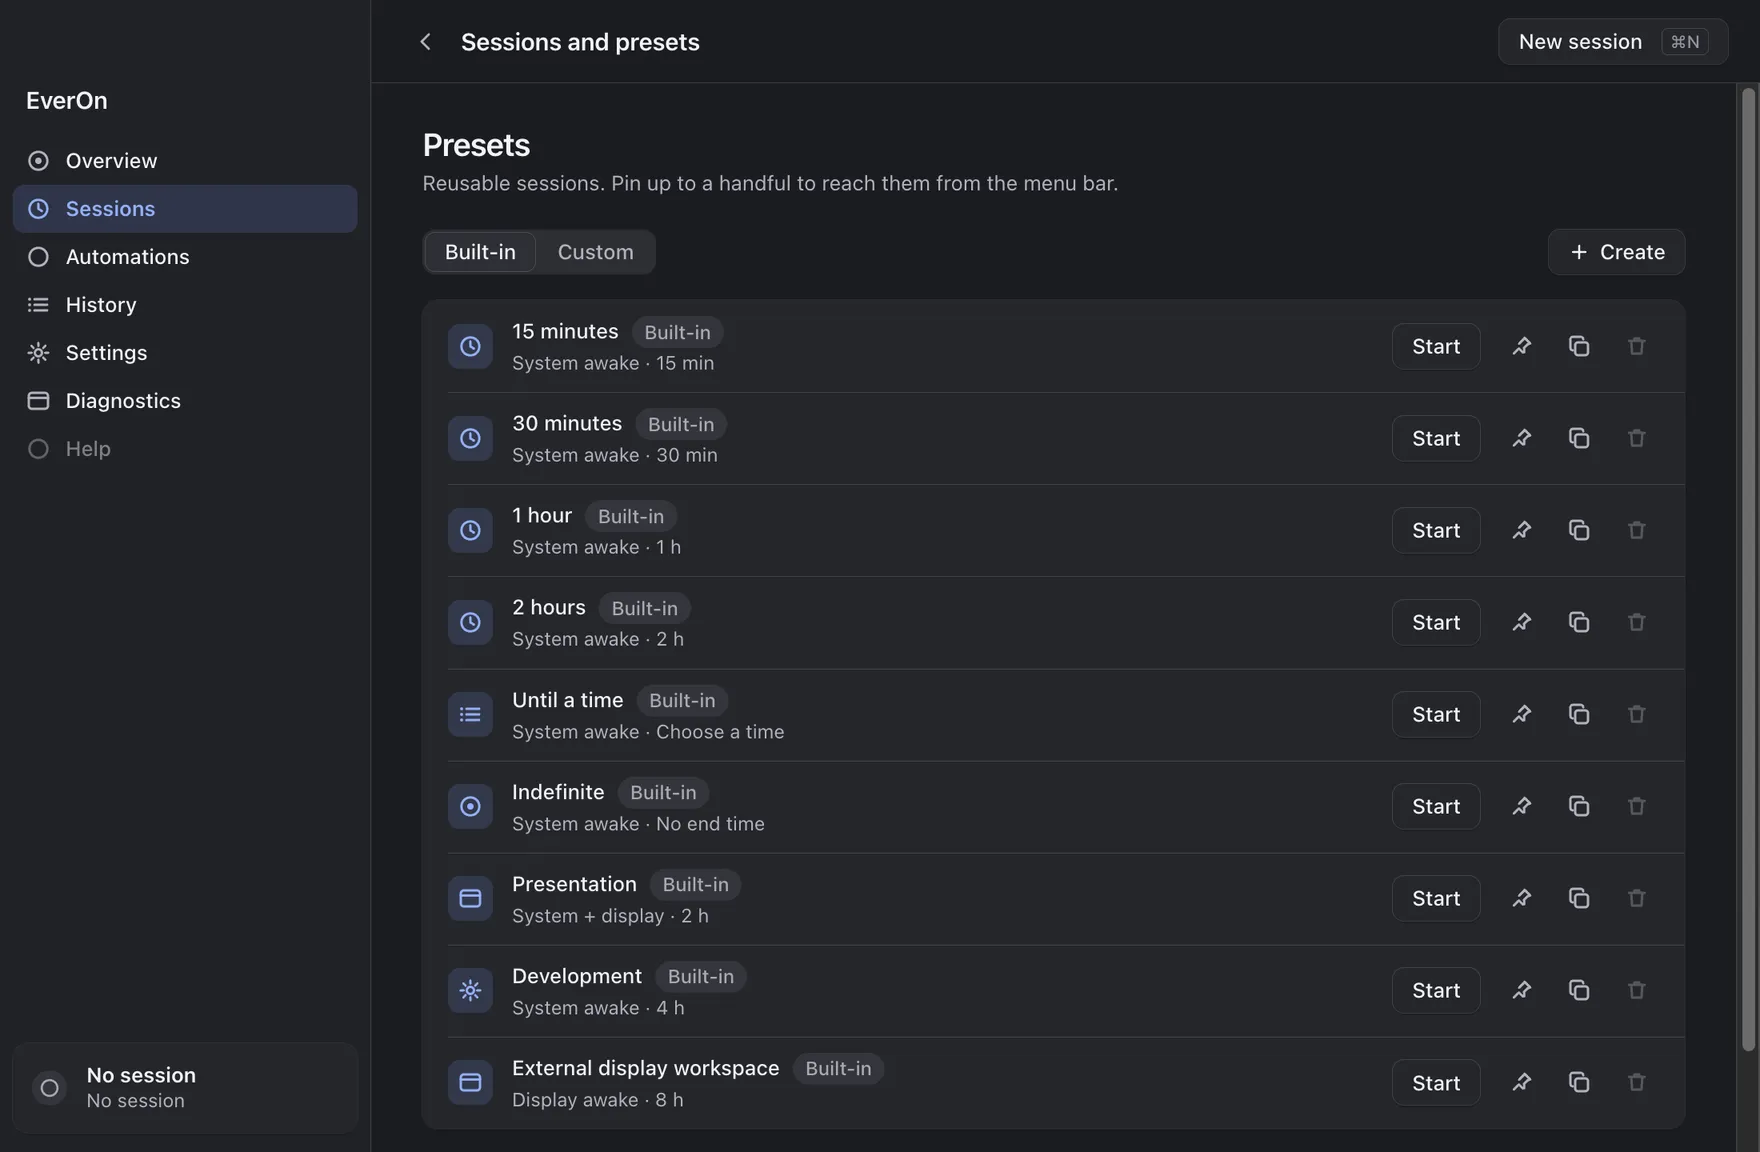 EverOn
Overview
Sessions
Automations
History
Settings
Diagnostics
Help
No session
No session
Sessions and presets
New session ⌘N
Presets
Reusable sessions. Pin up to a handful to reach them from the menu bar.
Built-in Custom
+ Create
15 minutes Built-in
System awake · 15 min
Start
30 minutes Built-in
System awake · 30 min
Start
1 hour Built-in
System awake · 1 h
Start
2 hours Built-in
System awake · 2 h
Start
Until a time Built-in
System awake · Choose a time
Start
Indefinite Built-in
System awake · No end time
Start
Presentation Built-in
System + display · 2 h
Start
Development Built-in
System awake · 4 h
Start
External display workspace Built-in
Display awake · 8 h
Start